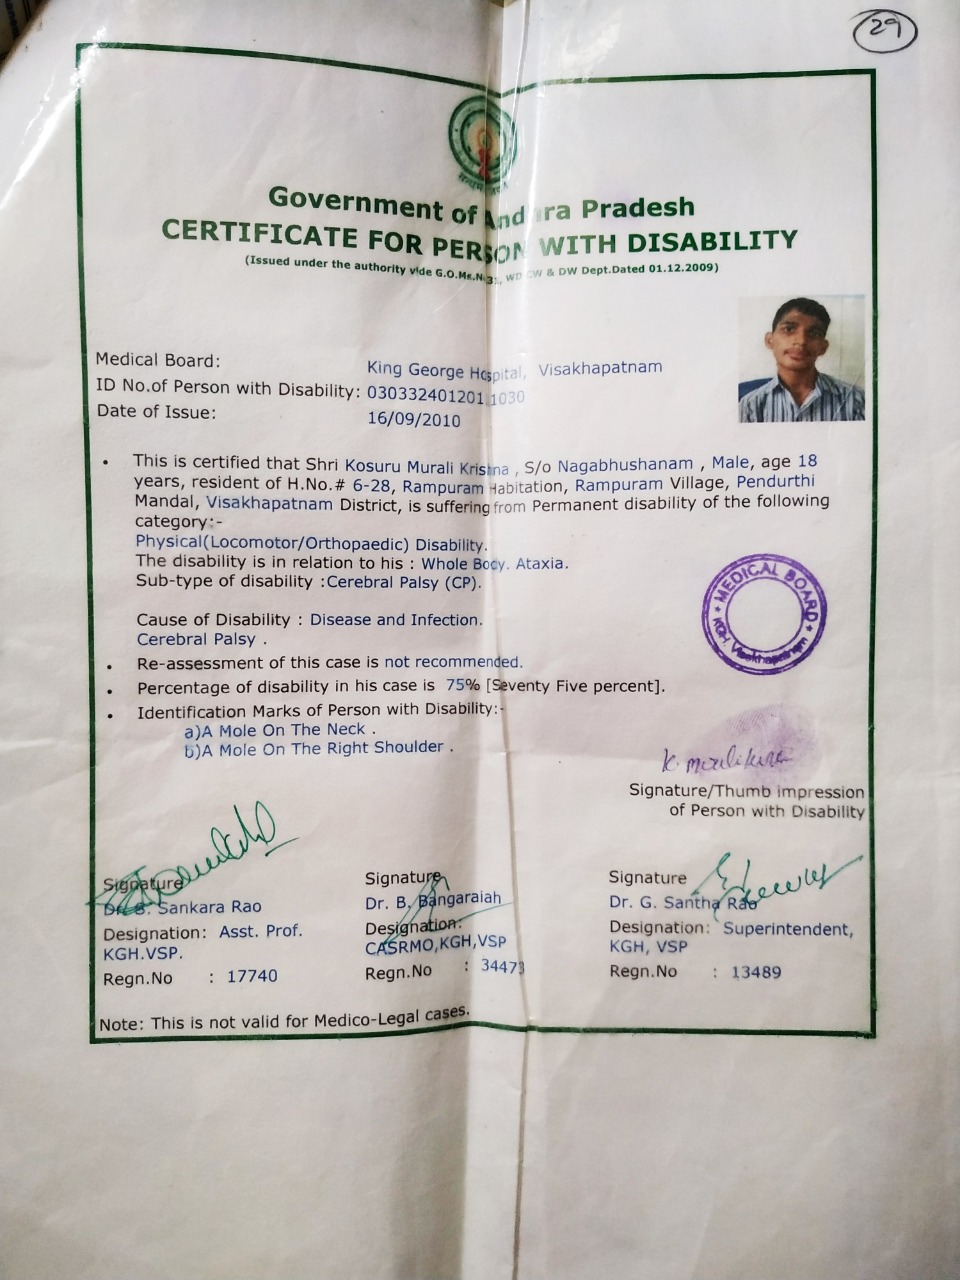 29
Government of Andhra Pradesh
CERTIFICATE FOR PERSON WITH DISABILITY
(Issued under the authority vide G.O.Ms.No.31, WD CW & DW Dept.Dated 01.12.2009)
Medical Board: King George Hospital, Visakhapatnam
ID No.of Person with Disability: 03033240120111030
Date of Issue: 16/09/2010
• This is certified that Shri Kosuru Murali Krishna , S/o Nagabhushanam , Male, age 18
years, resident of H.No.# 6-28, Rampuram Habitation, Rampuram Village, Pendurthi
Mandal, Visakhapatnam District, is suffering from Permanent disability of the following
category:-
Physical(Locomotor/Orthopaedic) Disability.
The disability is in relation to his : Whole Body. Ataxia.
Sub-type of disability :Cerebral Palsy (CP).
MEDICAL BOARD
KGH. Visakhapatnam
Cause of Disability : Disease and Infection.
Cerebral Palsy .
• Re-assessment of this case is not recommended.
• Percentage of disability in his case is 75% [Seventy Five percent].
• Identification Marks of Person with Disability:-
a)A Mole On The Neck .
b)A Mole On The Right Shoulder .
Signature/Thumb impression
of Person with Disability
Signature
Dr. S. Sankara Rao
Designation: Asst. Prof.
KGH.VSP.
Regn.No : 17740
Signature
Dr. B. Bangaraiah
Designation:
CASRMO,KGH,VSP
Regn.No : 34473
Signature
Dr. G. Santha Rao
Designation: Superintendent,
KGH, VSP
Regn.No : 13489
Note: This is not valid for Medico-Legal cases.